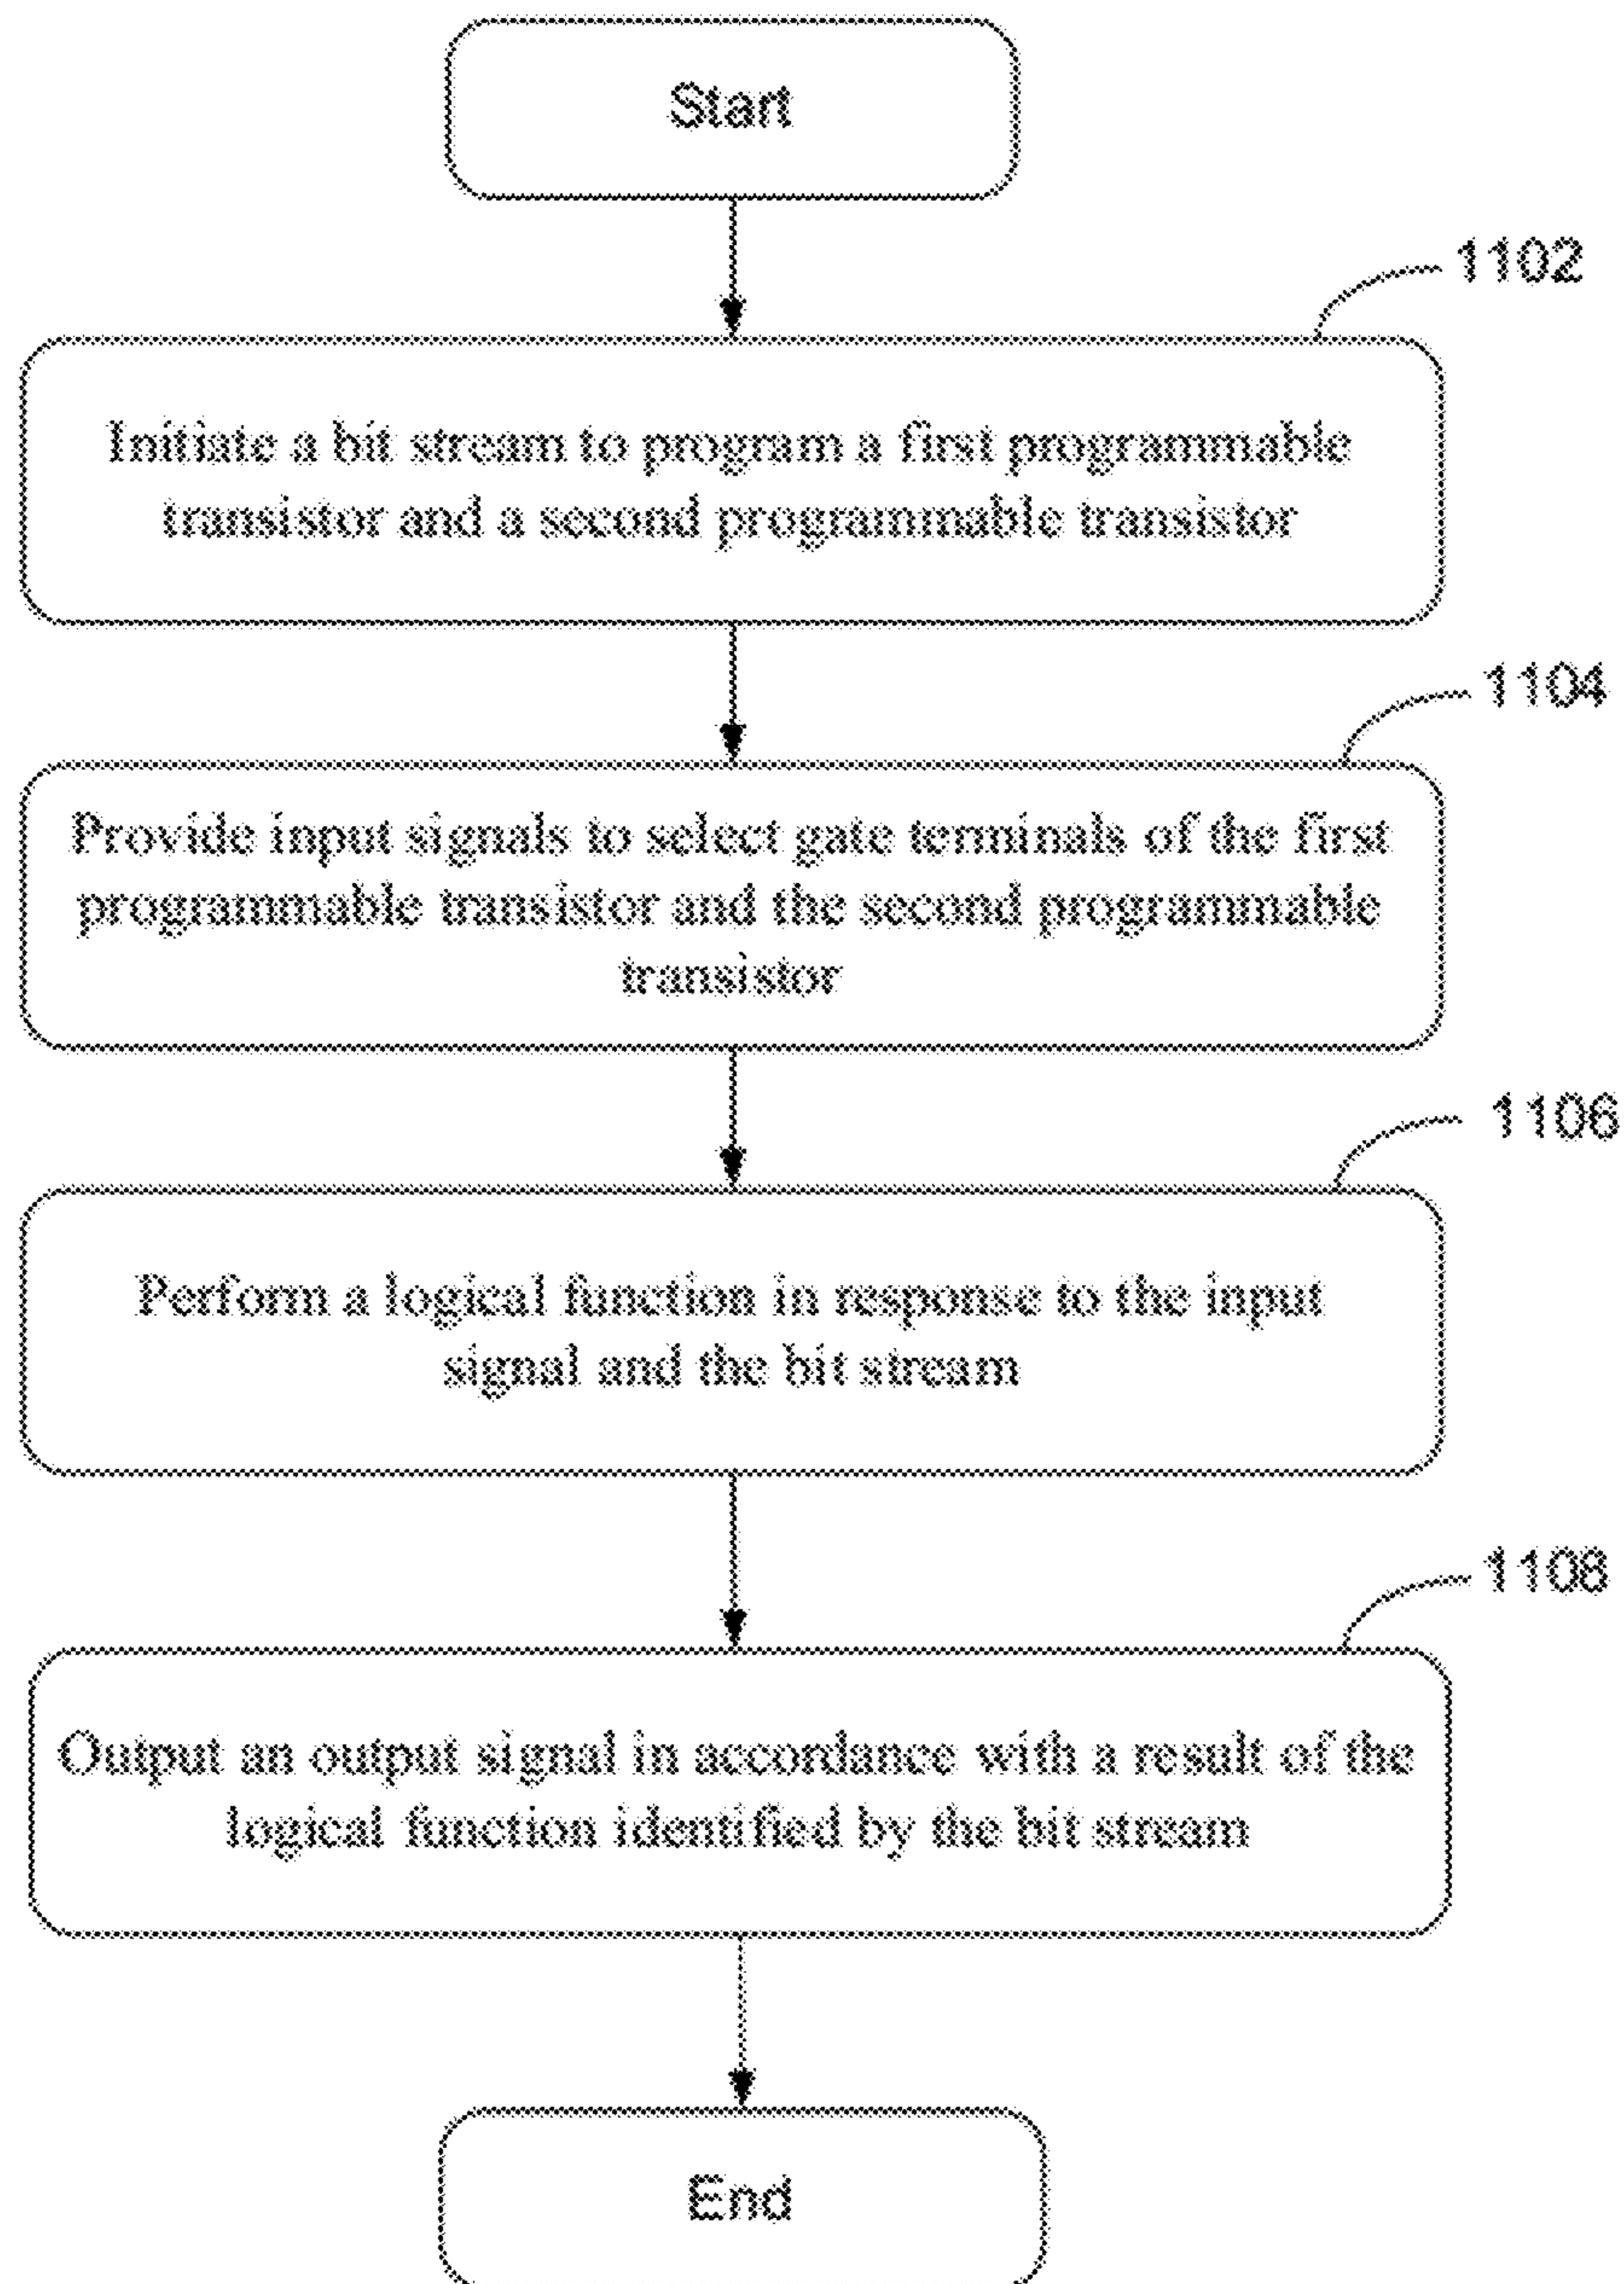 Start
1102
Initiate a bit stream to program a first programmable
transistor and a second programmable transistor
1104
Provide input signals to select gate terminals of the first
programmable transistor and the second programmable
transistor
1106
Perform a logical function in response to the input
signal and the bit stream
1108
Output an output signal in accordance with a result of the
logical function identified by the bit stream
End